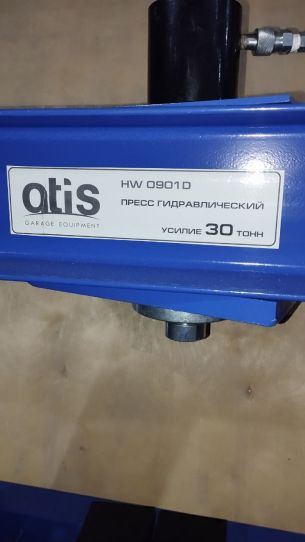 atis
GARAGE EQUIPMENT
HW 0901D
ПРЕСС ГИДРАВЛИЧЕСКИЙ
УСИЛИЕ 30 ТОНН